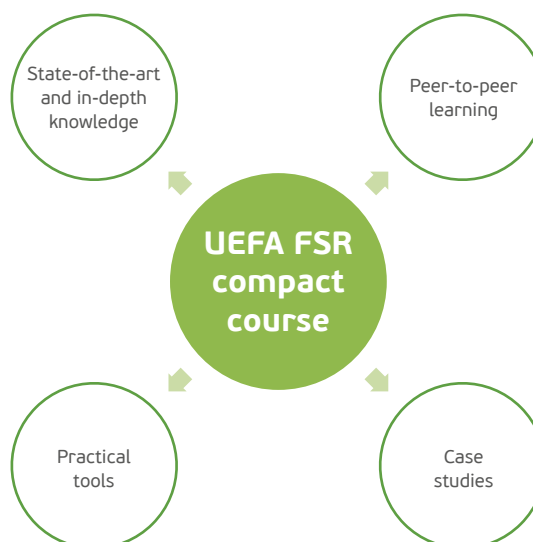 State-of-the-art
and in-depth
knowledge
Peer-to-peer
learning
UEFA FSR
compact
course
Practical
tools
Case
studies